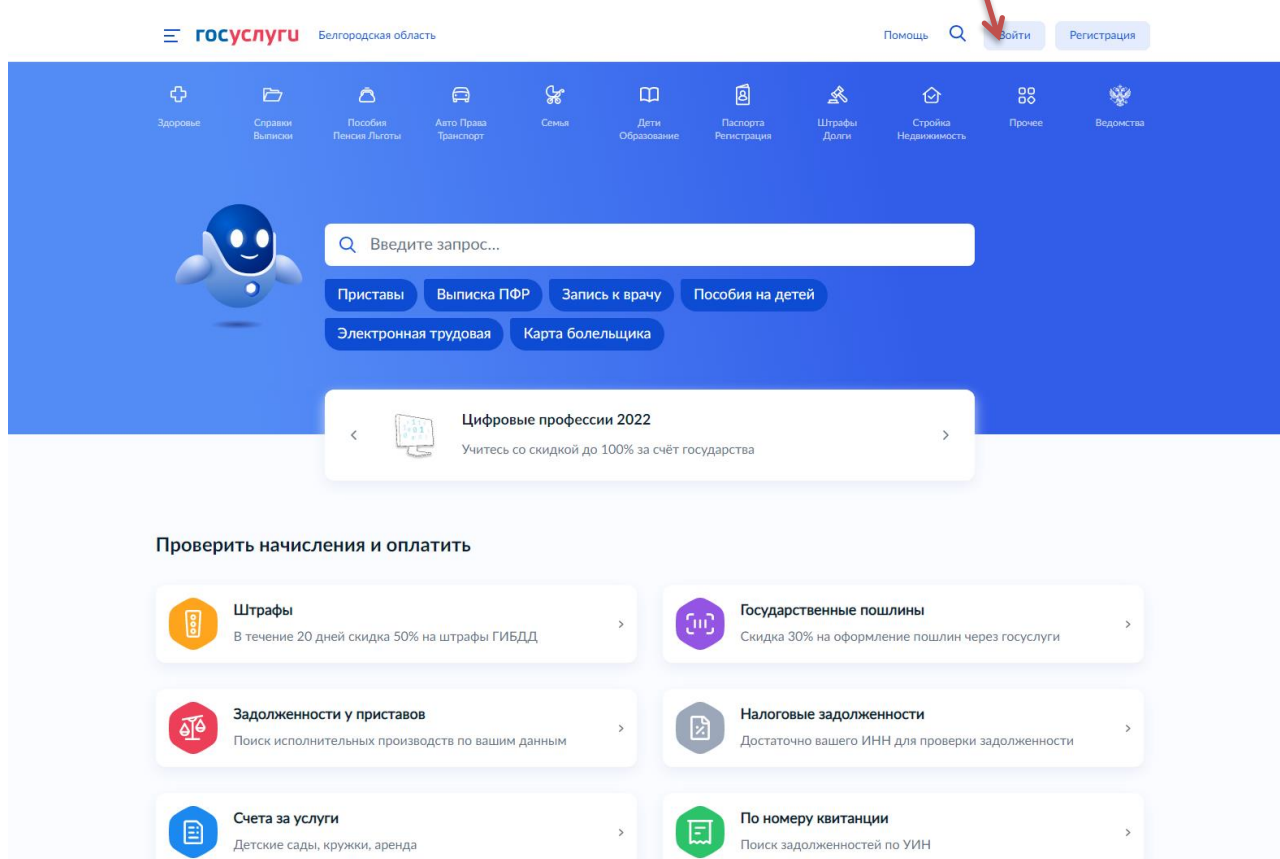 госуслуги Белгородская область Помощь Войти Регистрация
Здоровье
Справки
Выписки
Пособия
Пенсия Льготы
Авто Права
Транспорт
Семья
Дети
Образование
Паспорта
Регистрация
Штрафы
Долги
Стройка
Недвижимость
Прочее
Ведомства
Введите запрос...
Приставы Выписка ПФР Запись к врачу Пособия на детей
Электронная трудовая Карта болельщика
Цифровые профессии 2022
Учитесь со скидкой до 100% за счёт государства
Проверить начисления и оплатить
Штрафы
В течение 20 дней скидка 50% на штрафы ГИБДД
Государственные пошлины
Скидка 30% на оформление пошлин через госуслуги
Задолженности у приставов
Поиск исполнительных производств по вашим данным
Налоговые задолженности
Достаточно вашего ИНН для проверки задолженности
Счета за услуги
Детские сады, кружки, аренда
По номеру квитанции
Поиск задолженностей по УИН